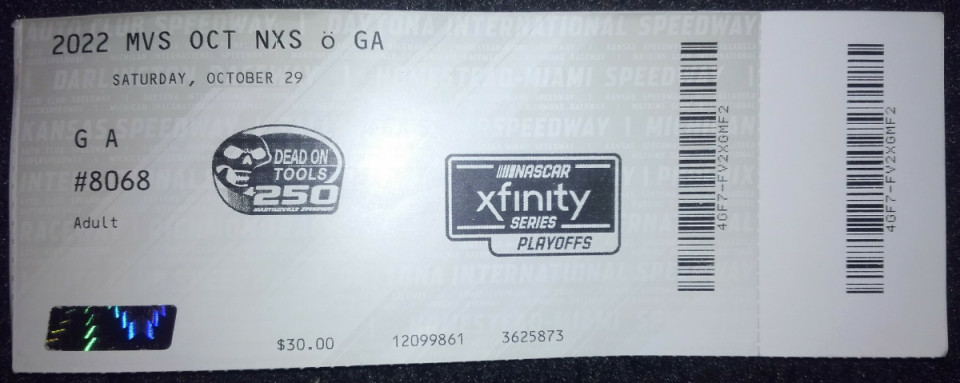 2022 MVS OCT NXS ö GA
SATURDAY, OCTOBER 29
G A
#8068
Adult
DEAD ON
TOOLS
250
MARTINSVILLE SPEEDWAY
NASCAR
xfinity
SERIES
PLAYOFFS
$30.00
12099861
3625873
4GF7-FV2XGMF2
4GF7-FV2XGMF2
DAYTONA INTERNATIONAL SPEEDWAY
HOMESTEAD-MIAMI SPEEDWAY
KANSAS SPEEDWAY